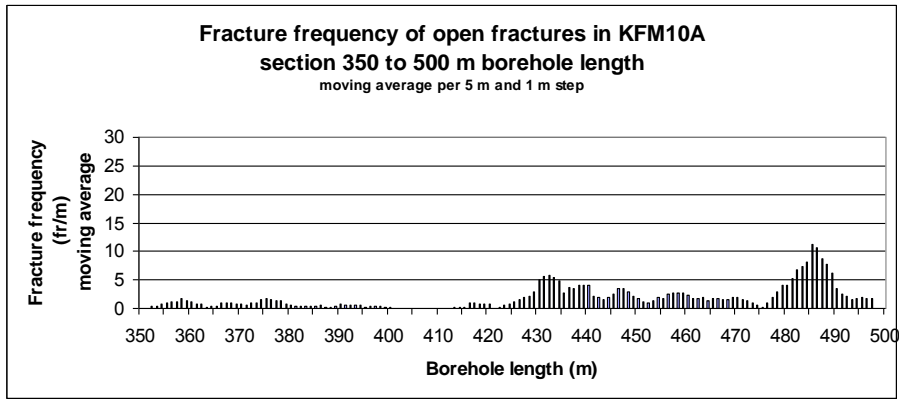 Fracture frequency of open fractures in KFM10A
section 350 to 500 m borehole length
moving average per 5 m and 1 m step
Fracture frequency
(fr/m)
moving average
30
25
20
15
10
5
0
350 360 370 380 390 400 410 420 430 440 450 460 470 480 490 500
Borehole length (m)